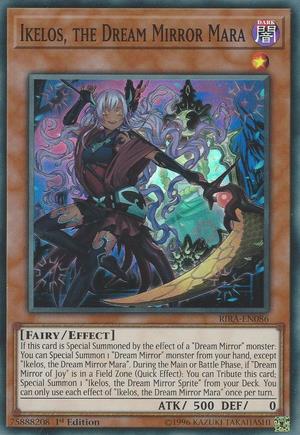 Ikelos, the Dream Mirror Mara
DARK
闇
RIRA-EN086
[Fairy/Effect]
If this card is Special Summoned by the effect of a "Dream Mirror" monster:
You can Special Summon 1 "Dream Mirror" monster from your hand, except
"Ikelos, the Dream Mirror Mara". During the Main or Battle Phase, if "Dream
Mirror of Joy" is in a Field Zone (Quick Effect): You can Tribute this card;
Special Summon 1 "Ikelos, the Dream Mirror Sprite" from your Deck. You
can only use each effect of "Ikelos, the Dream Mirror Mara" once per turn.
ATK/ 500 DEF/ 0
75888208 1st Edition ©1996 KAZUKI TAKAHASHI